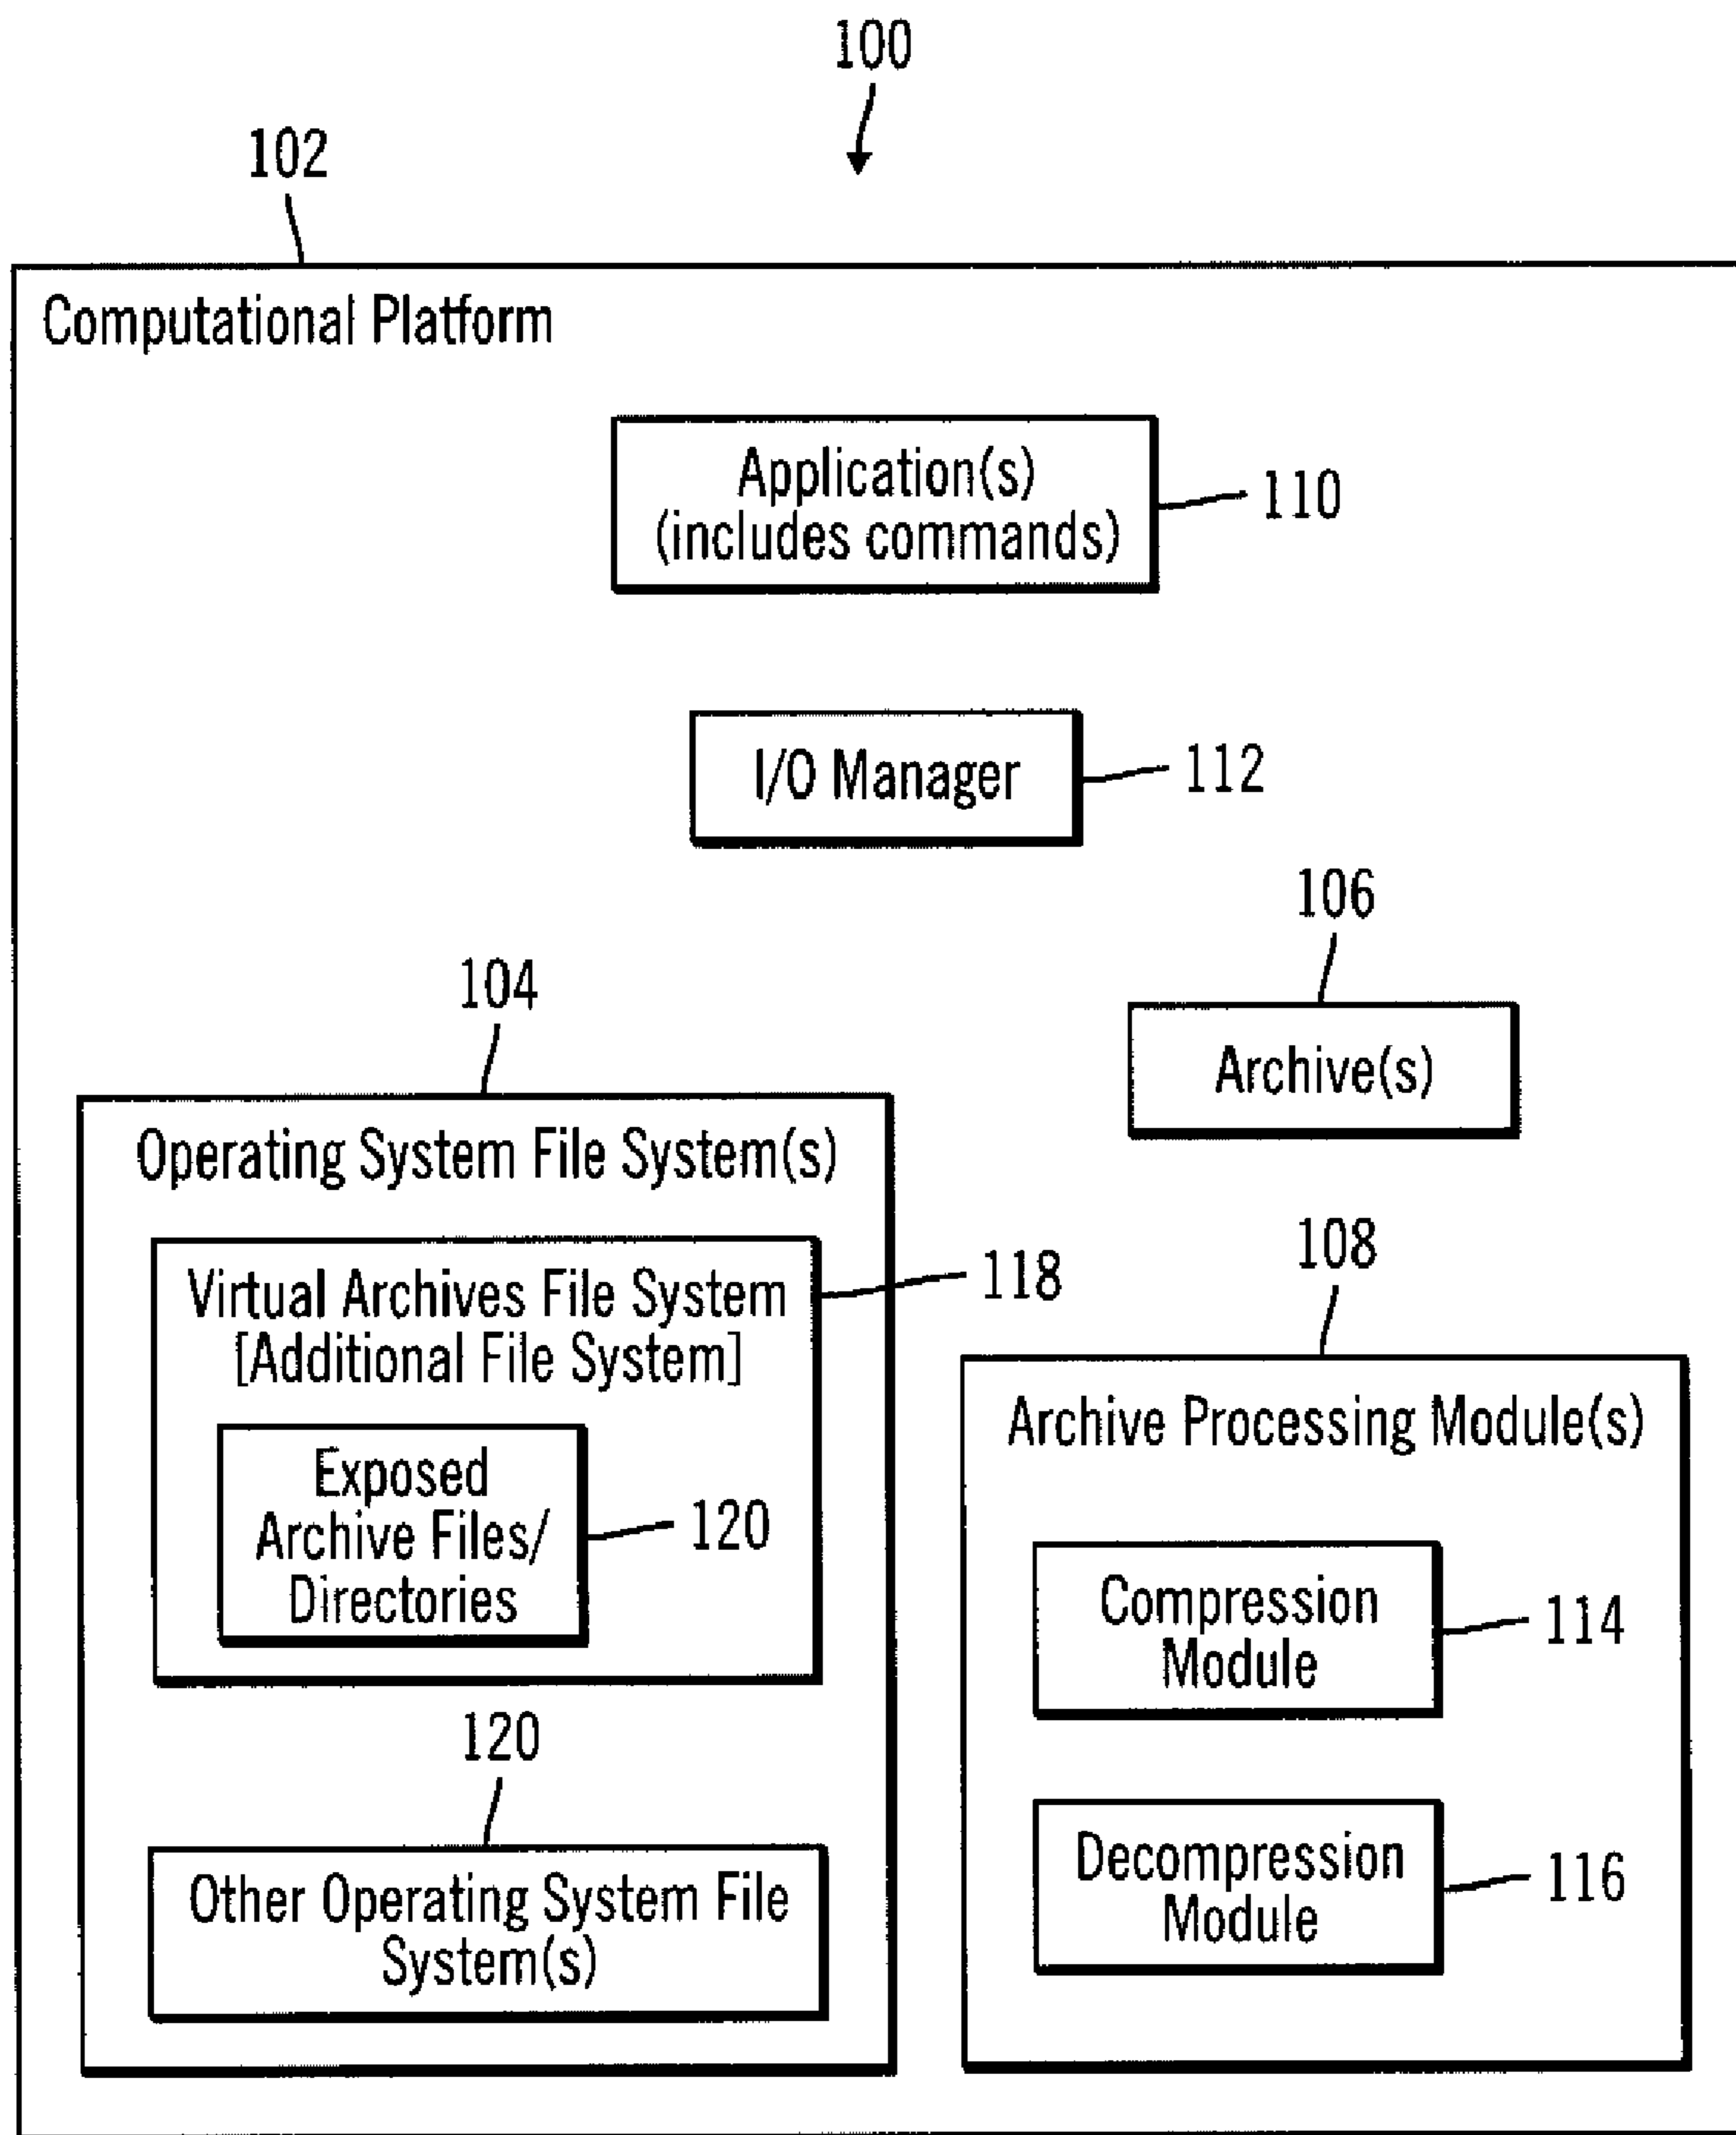 100
102
Computational Platform
Application(s)
(includes commands)
110
I/O Manager
112
106
Archive(s)
104
Operating System File System(s)
Virtual Archives File System
[Additional File System]
118
Exposed
Archive Files/
Directories
120
120
Other Operating System File
System(s)
108
Archive Processing Module(s)
Compression
Module
114
Decompression
Module
116